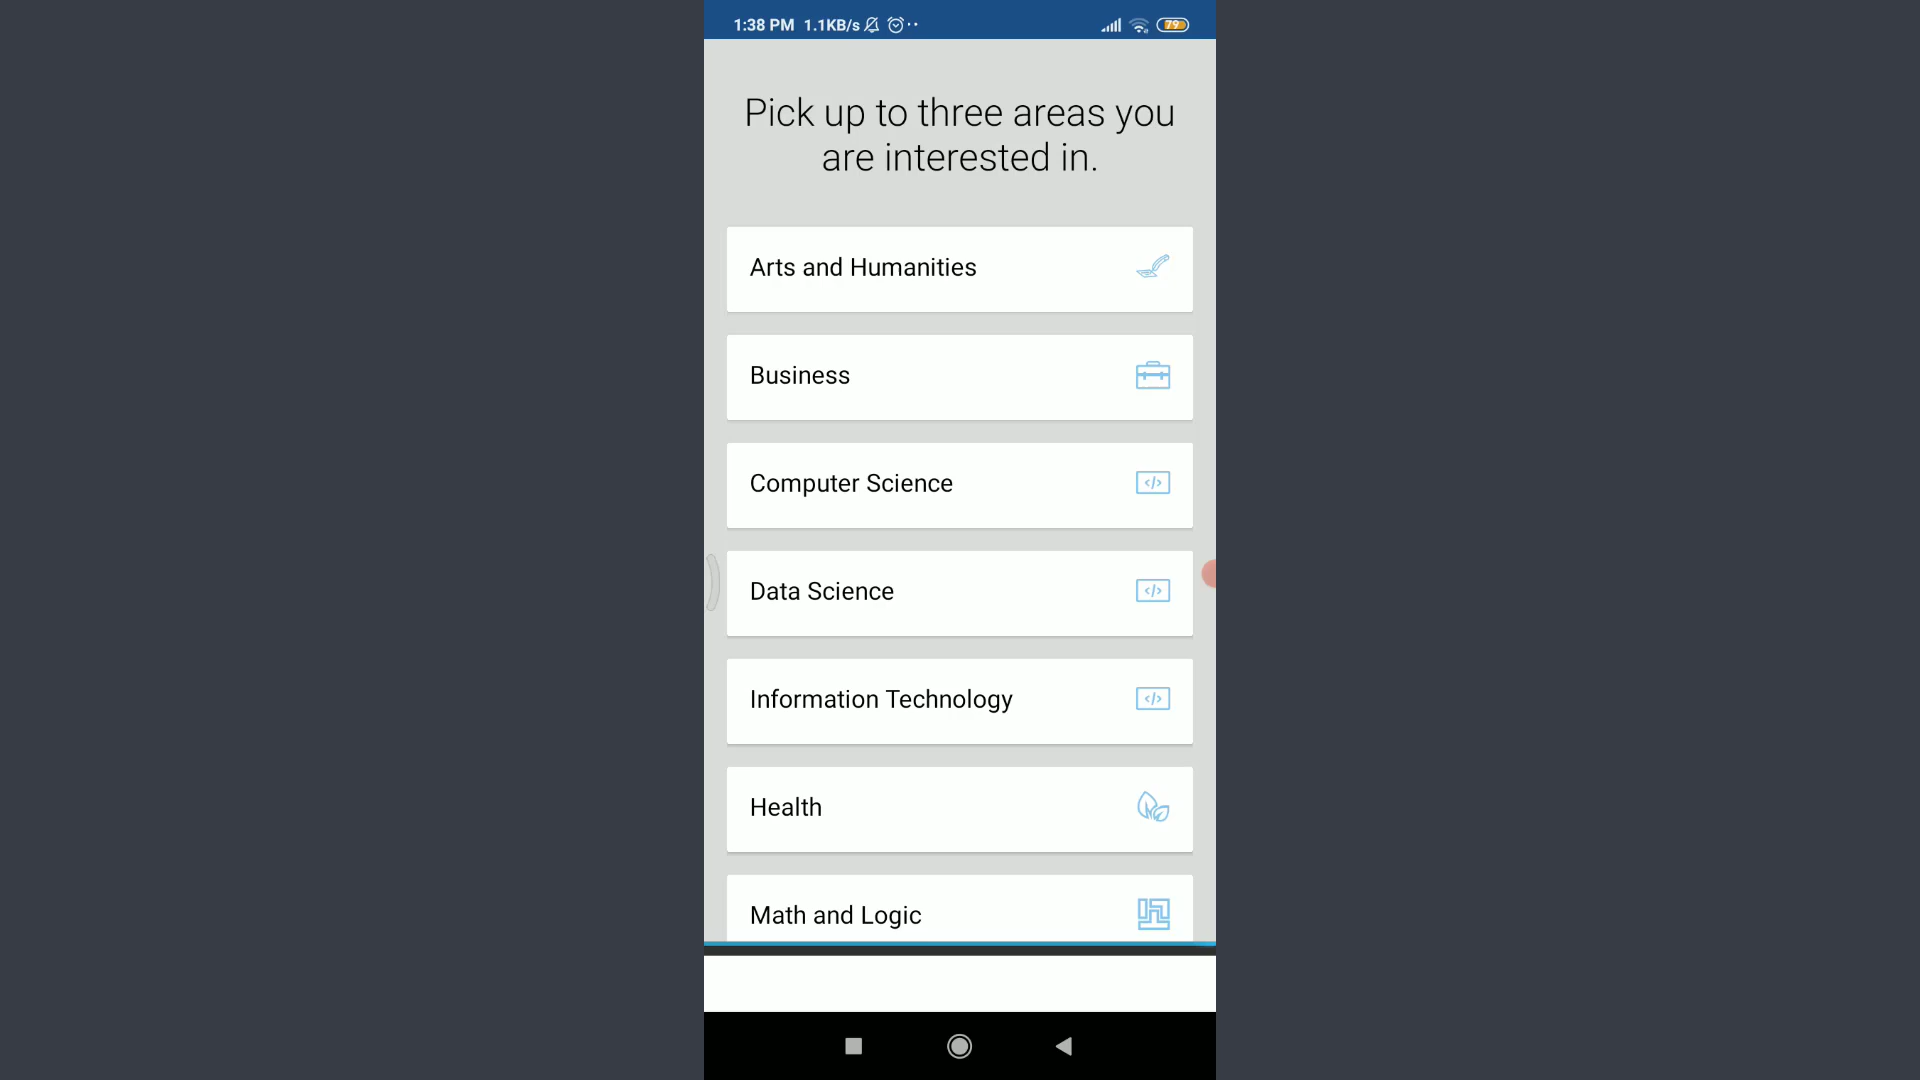 1:38 PM 1.1KB/s 79
Pick up to three areas you
are interested in.
Arts and Humanities
Business
Computer Science
</>
Data Science
</>
Information Technology
</>
Health
Math and Logic